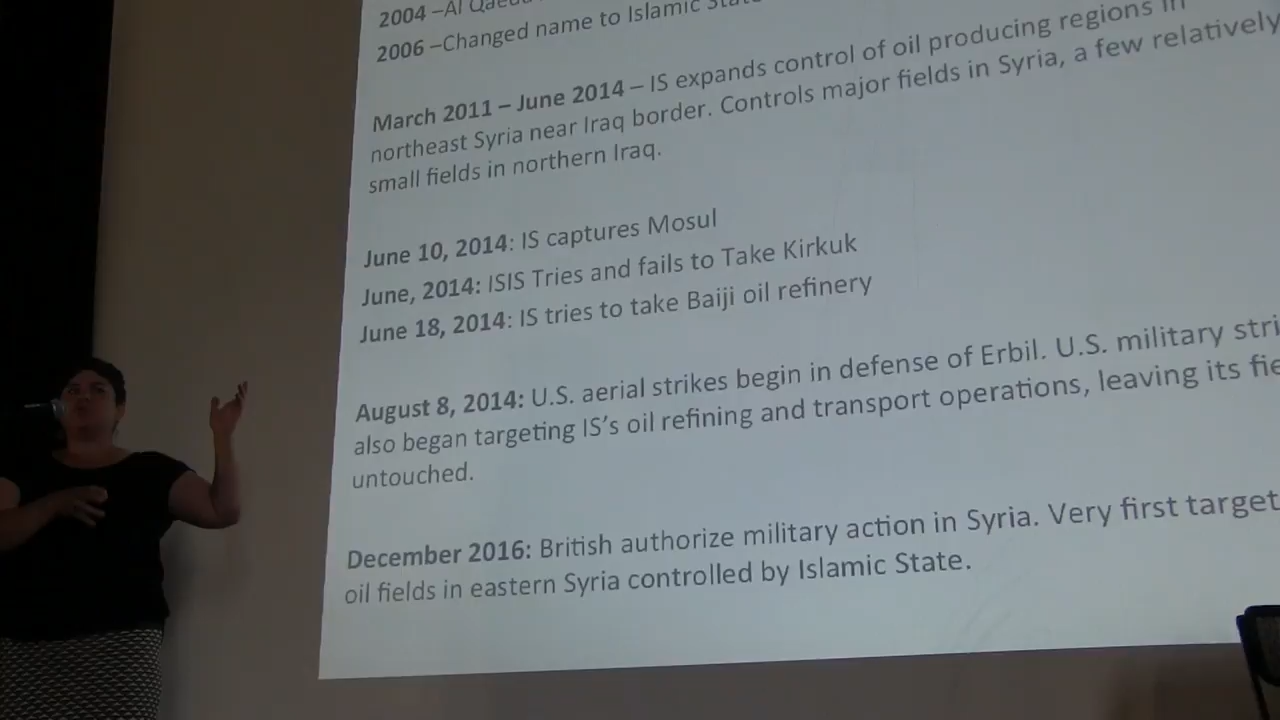 2004 –Al Qaeda
2006 –Changed name to Islamic State
March 2011 – June 2014 – IS expands control of oil producing regions in
northeast Syria near Iraq border. Controls major fields in Syria, a few relatively
small fields in northern Iraq.
June 10, 2014: IS captures Mosul
June, 2014: ISIS Tries and fails to Take Kirkuk
June 18, 2014: IS tries to take Baiji oil refinery
August 8, 2014: U.S. aerial strikes begin in defense of Erbil. U.S. military stri
also began targeting IS’s oil refining and transport operations, leaving its fie
untouched.
December 2016: British authorize military action in Syria. Very first target
oil fields in eastern Syria controlled by Islamic State.